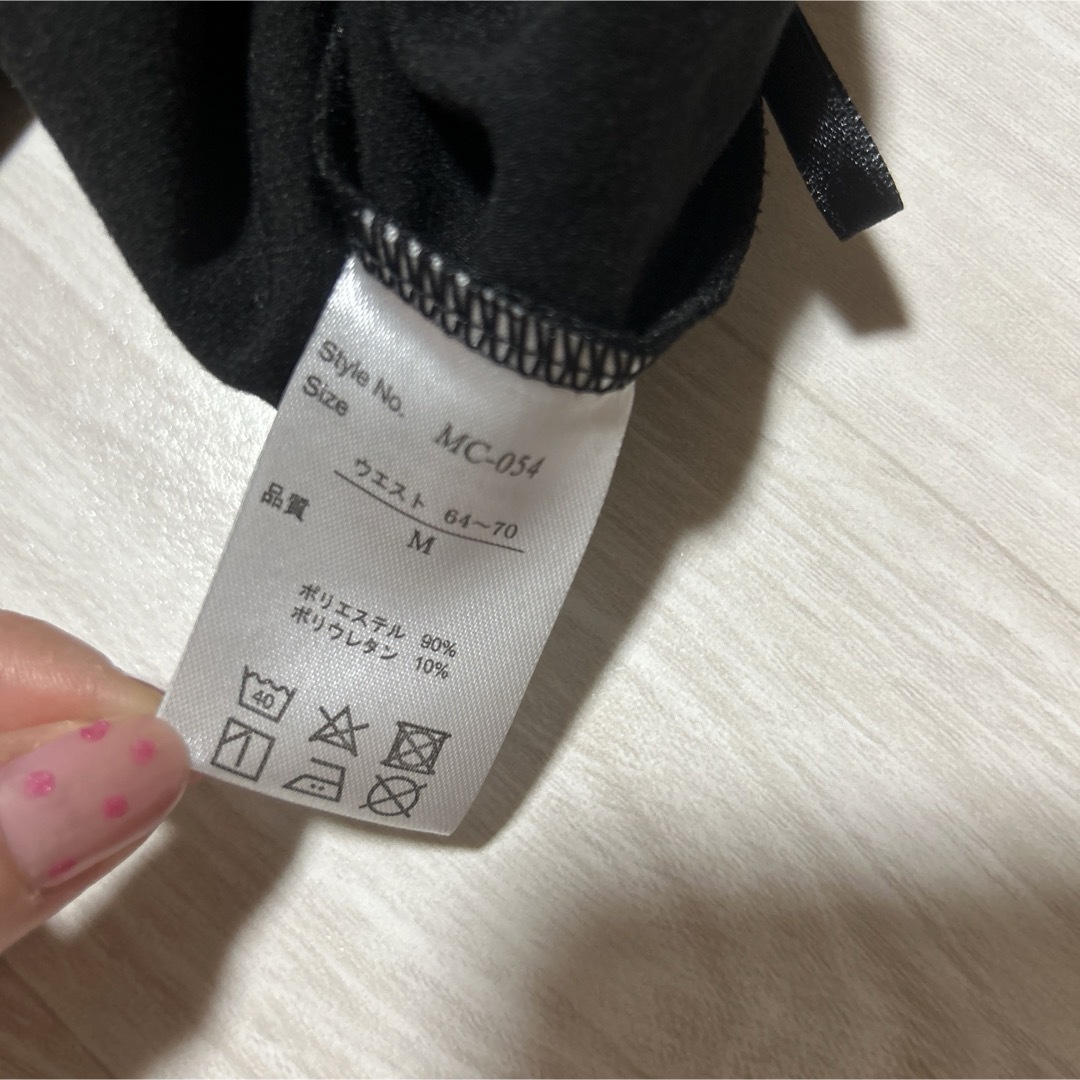 Style No.
MC-054
Size
ウエスト 64～70
M
品質
ポリエステル 90%
ポリウレタン 10%
40